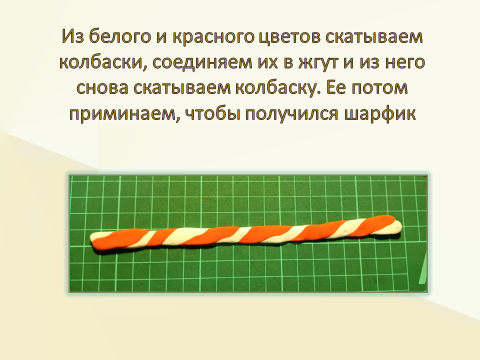 Из белого и красного цветов скатываем
колбаски, соединяем их в жгут и из него
снова скатываем колбаску. Ее потом
приминаем, чтобы получился шарфик